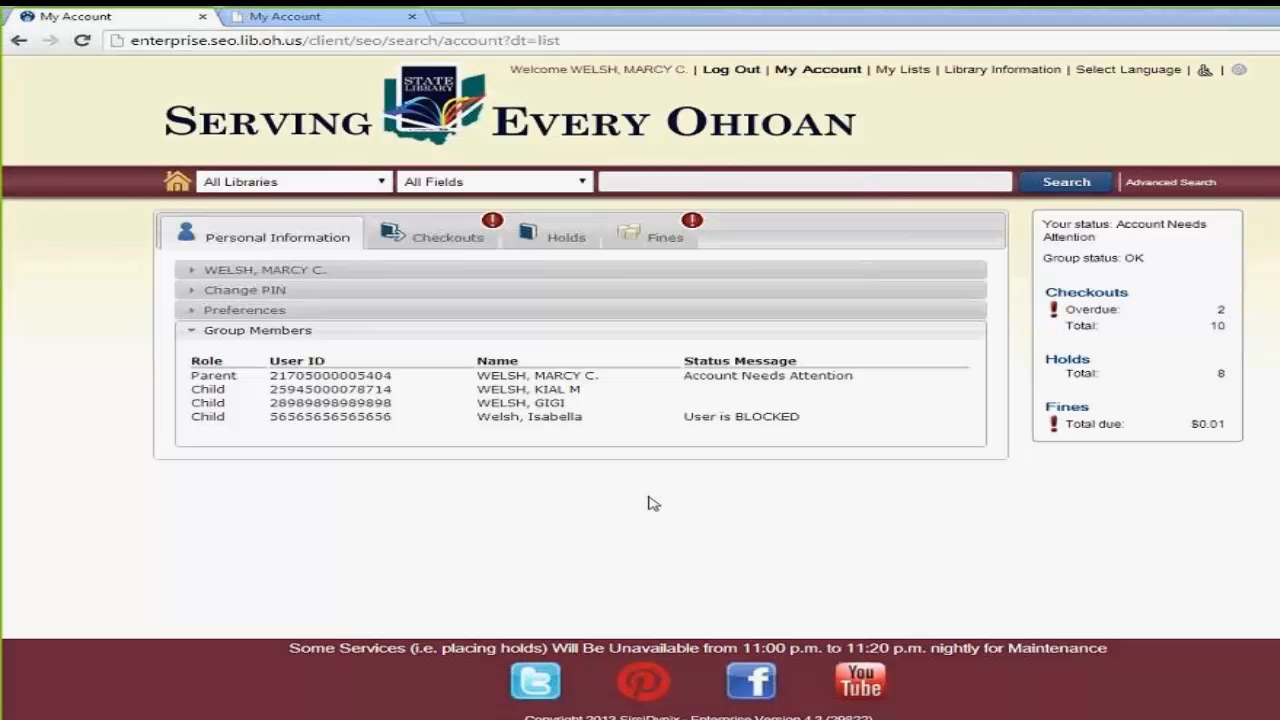 My Account
My Account
enterprise.seo.lib.oh.us/client/seo/search/account?dt=list
Welcome WELSH, MARCY C. | Log Out | My Account | My Lists | Library Information | Select Language |
STATE LIBRARY
SERVING EVERY OHIOAN
All Libraries
All Fields
Search
Advanced Search
Personal Information
Checkouts
Holds
Fines
WELSH, MARCY C.
Change PIN
Preferences
Group Members
Role User ID Name Status Message
Parent 21705000005404 WELSH, MARCY C. Account Needs Attention
Child 25945000078714 WELSH, KIAL M
Child 28989898989898 WELSH, GIGI
Child 56565656565656 Welsh, Isabella User is BLOCKED
Your status: Account Needs
Attention
Group status: OK
Checkouts
Overdue: 2
Total: 10
Holds
Total: 8
Fines
Total due: $0.01
Some Services (i.e. placing holds) Will Be Unavailable from 11:00 p.m. to 11:20 p.m. nightly for Maintenance
You
Tube